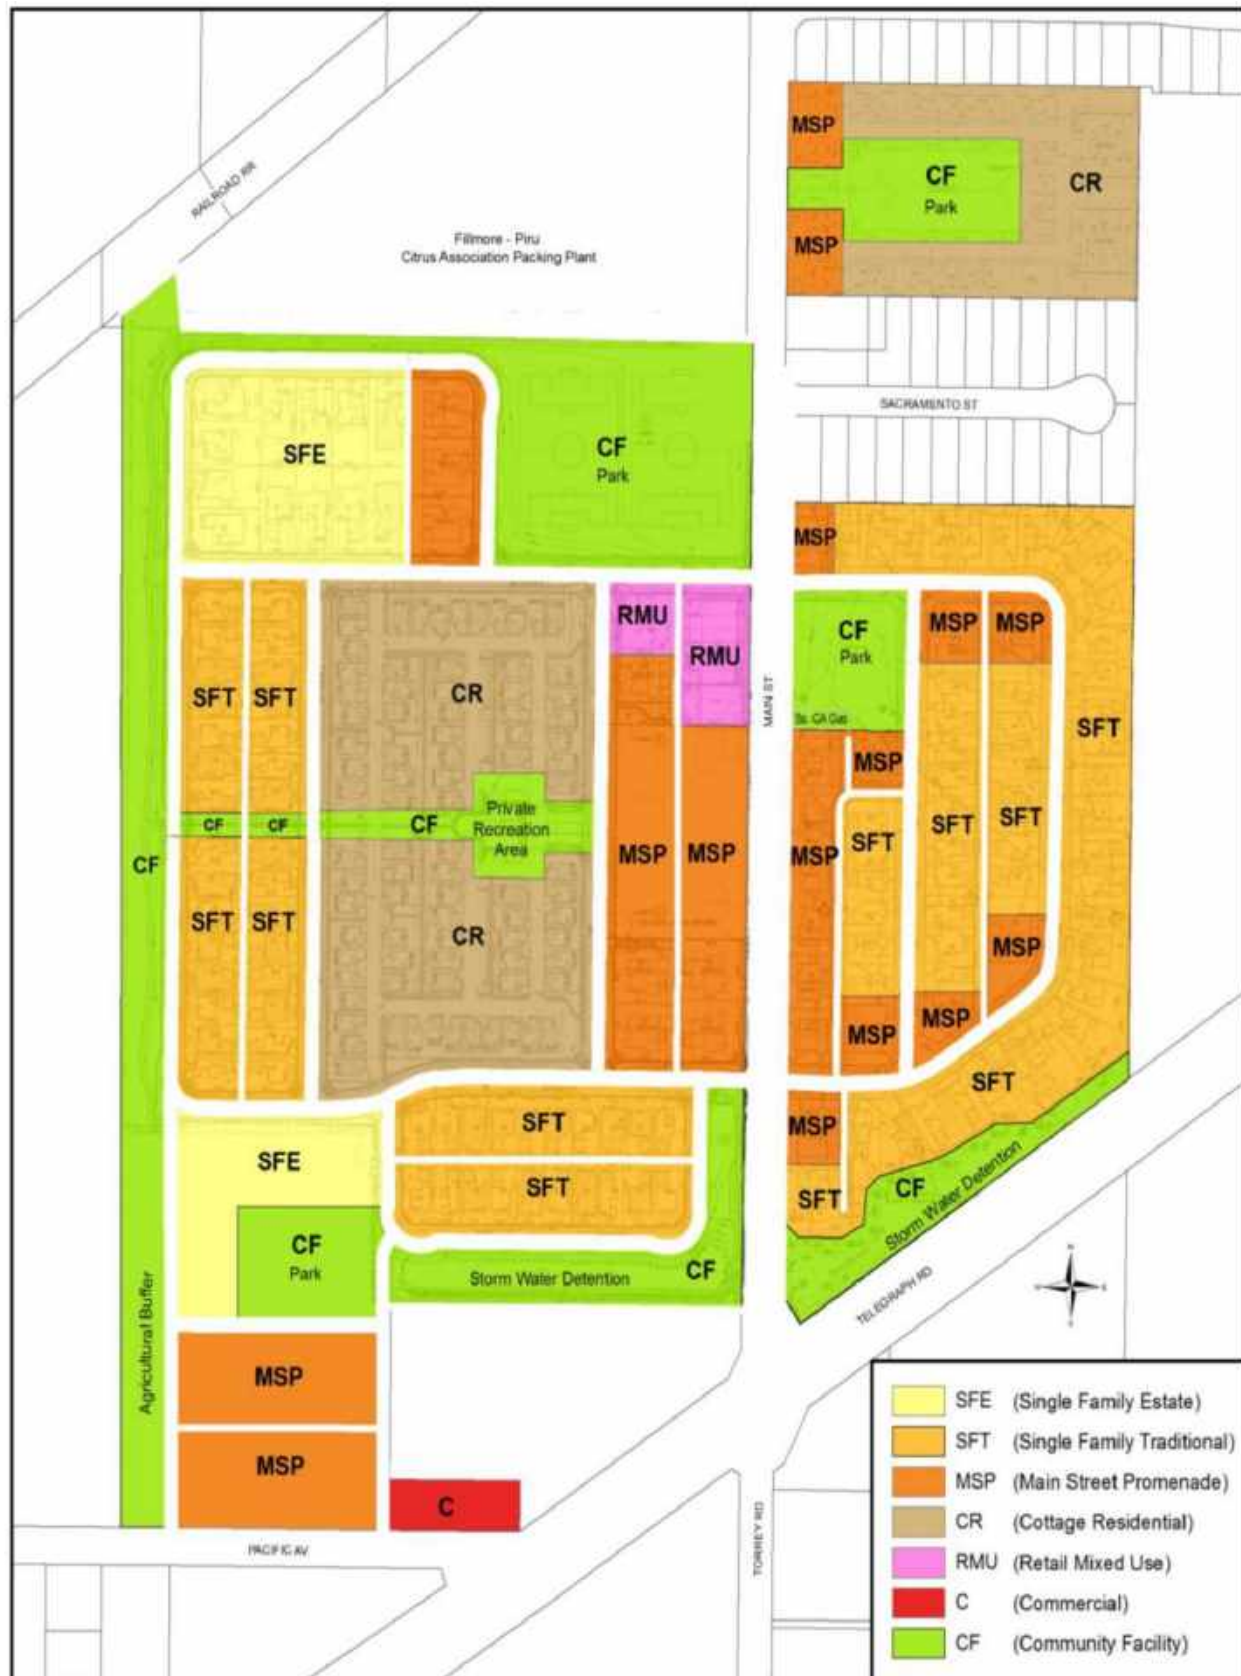 RAILROAD RR
Fillmore - Piru
Citrus Association Packing Plant
MSP
CF
Park
CR
MSP
SACRAMENTO ST
SFE
CF
Park
MSP
RMU
RMU
CF
Park
MSP
MSP
SFT
SFT
CR
MAIN ST
So. CA Gas
SFT
MSP
CF
CF
CF
Private
Recreation
Area
SFT
SFT
SFT
CF
MSP
MSP
MSP
SFT
SFT
CR
MSP
MSP
MSP
SFT
SFT
MSP
SFE
SFT
SFT
CF
Storm Water Detention
CF
Park
Storm Water Detention
CF
TELEGRAPH RD
N
Agricultural Buffer
MSP
MSP
C
PACIFIC AV
TORREY RD
SFE (Single Family Estate)
SFT (Single Family Traditional)
MSP (Main Street Promenade)
CR (Cottage Residential)
RMU (Retail Mixed Use)
C (Commercial)
CF (Community Facility)